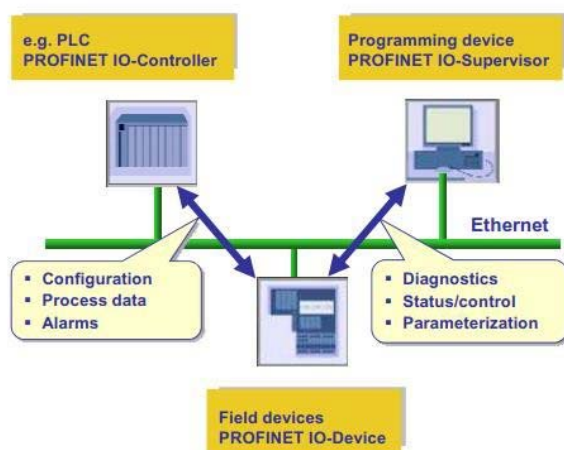 e.g. PLC
PROFINET IO-Controller
Programming device
PROFINET IO-Supervisor
Ethernet
▪ Configuration
▪ Process data
▪ Alarms
▪ Diagnostics
▪ Status/control
▪ Parameterization
Field devices
PROFINET IO-Device